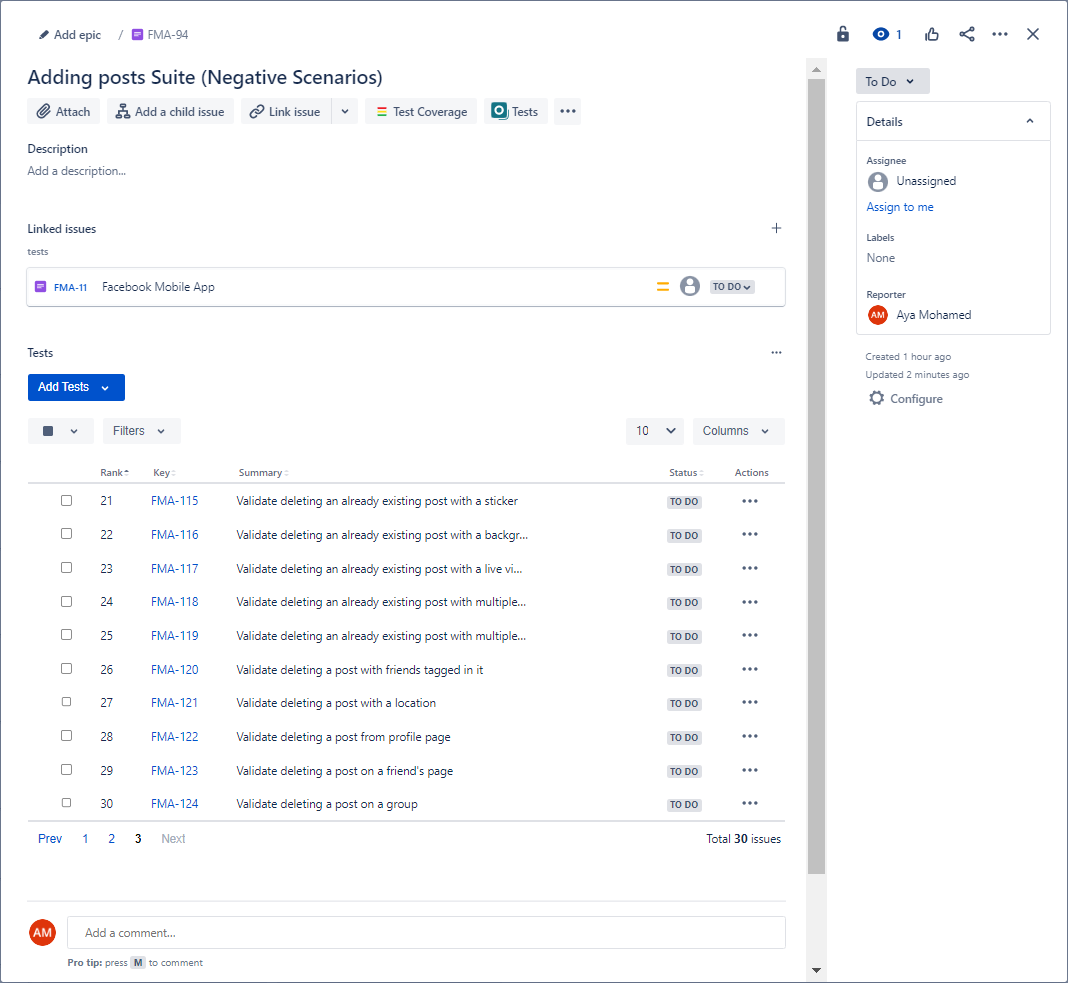 Add epic / FMA-94
1
Adding posts Suite (Negative Scenarios)
Attach Add a child issue Link issue Test Coverage Tests
Description
Add a description...
Linked issues
tests
FMA-11 Facebook Mobile App TO DO
Tests
Add Tests
Filters 10 Columns
Rank Key Summary Status Actions
21 FMA-115 Validate deleting an already existing post with a sticker TO DO
22 FMA-116 Validate deleting an already existing post with a backgr... TO DO
23 FMA-117 Validate deleting an already existing post with a live vi... TO DO
24 FMA-118 Validate deleting an already existing post with multiple... TO DO
25 FMA-119 Validate deleting an already existing post with multiple... TO DO
26 FMA-120 Validate deleting a post with friends tagged in it TO DO
27 FMA-121 Validate deleting a post with a location TO DO
28 FMA-122 Validate deleting a post from profile page TO DO
29 FMA-123 Validate deleting a post on a friend's page TO DO
30 FMA-124 Validate deleting a post on a group TO DO
Prev 1 2 3 Next Total 30 issues
AM Add a comment...
Pro tip: press M to comment
To Do
Details
Assignee
Unassigned
Assign to me
Labels
None
Reporter
AM Aya Mohamed
Created 1 hour ago
Updated 2 minutes ago
Configure